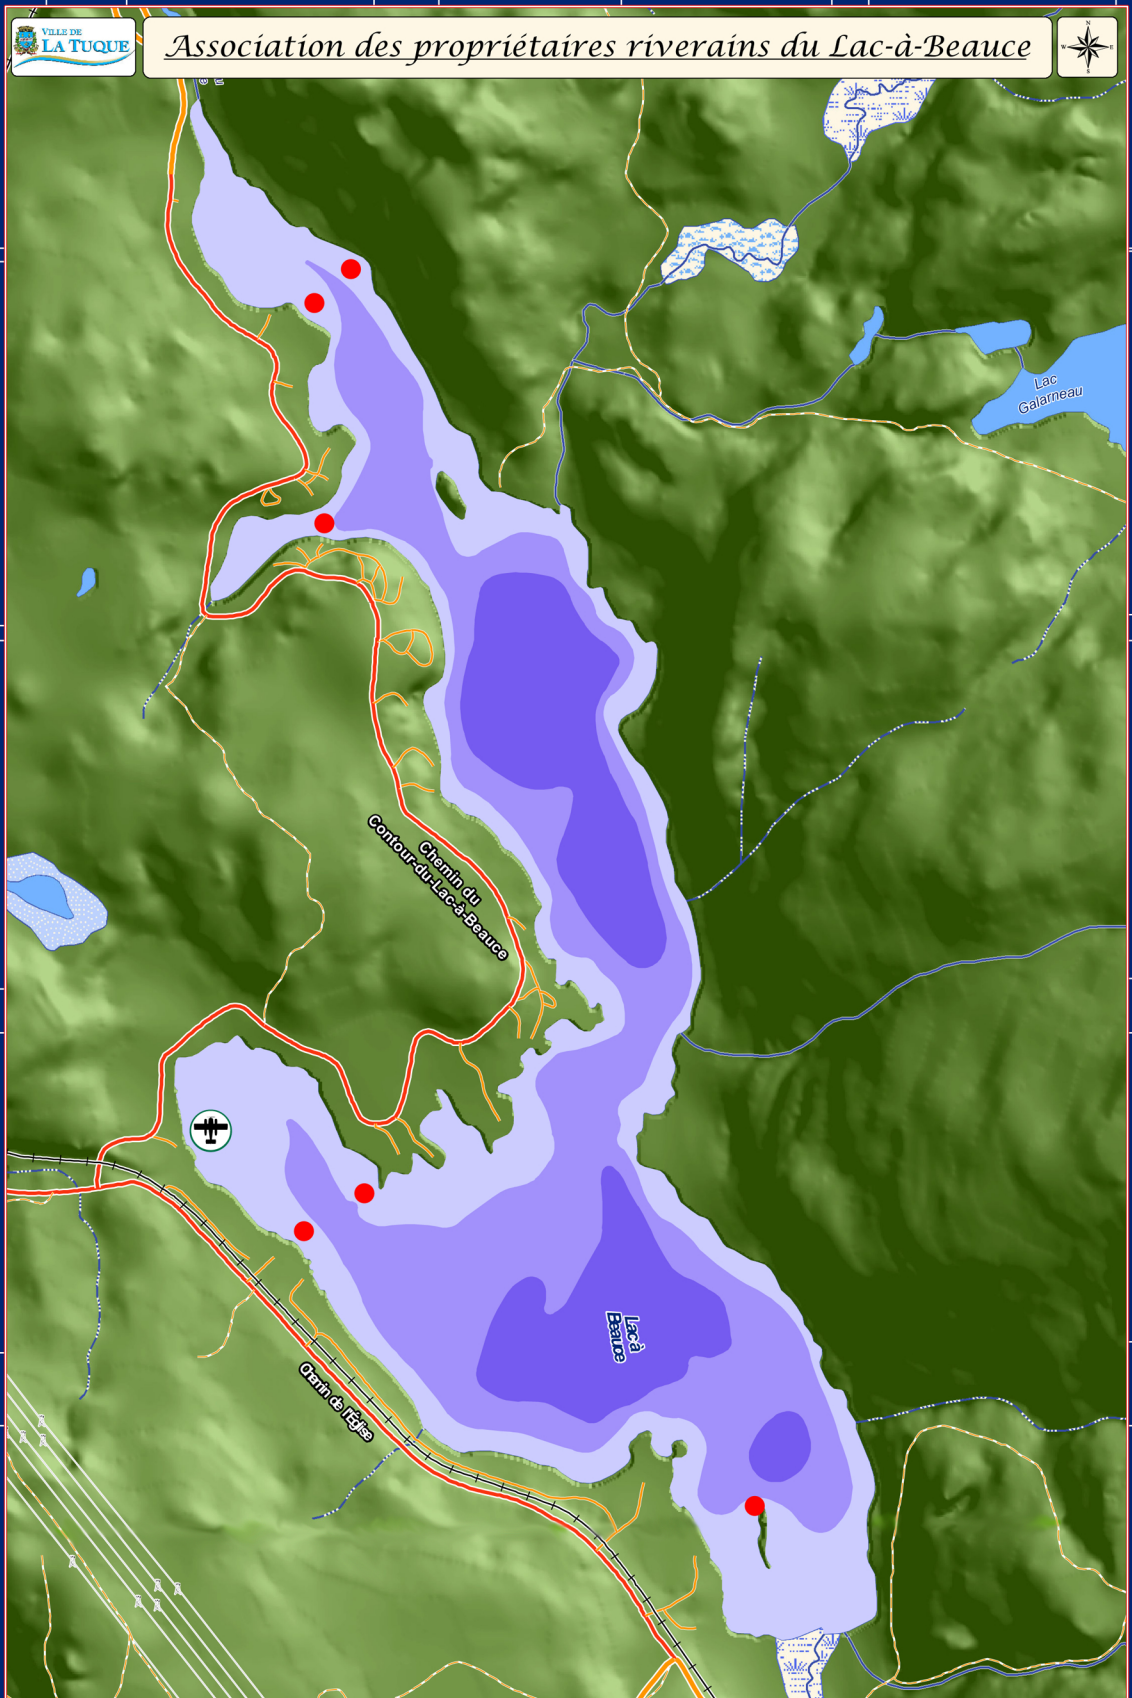 VILLE DE
LA TUQUE
Association des propriétaires riverains du Lac-à-Beauce
N
W
E
S
Lac
Galarneau
Chemin du
Contour-du-Lac-à-Beauce
Lac à
Beauce
Chemin de l'Église